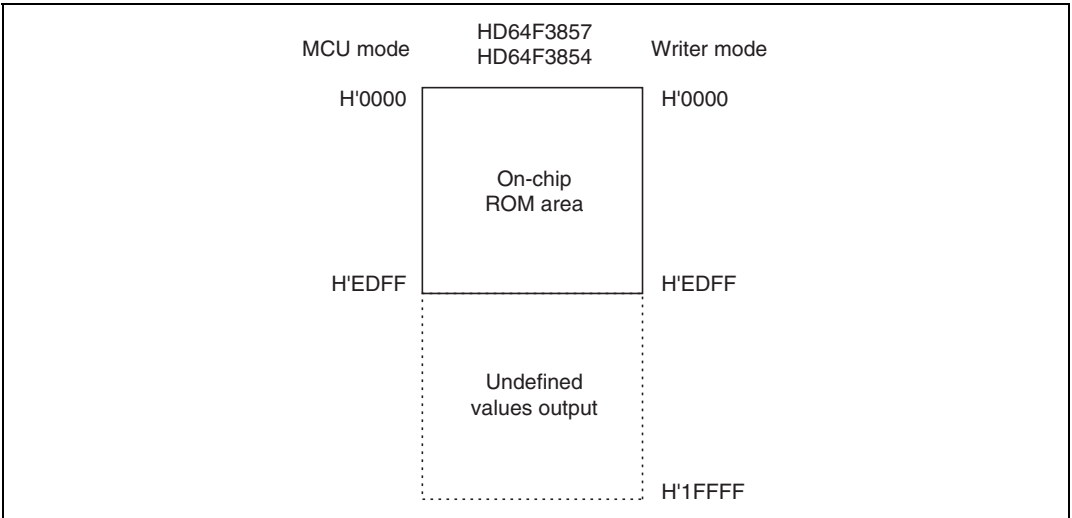 HD64F3857
HD64F3854
MCU mode
Writer mode
H'0000
H'0000
On-chip
ROM area
H'EDFF
H'EDFF
Undefined
values output
H'1FFFF